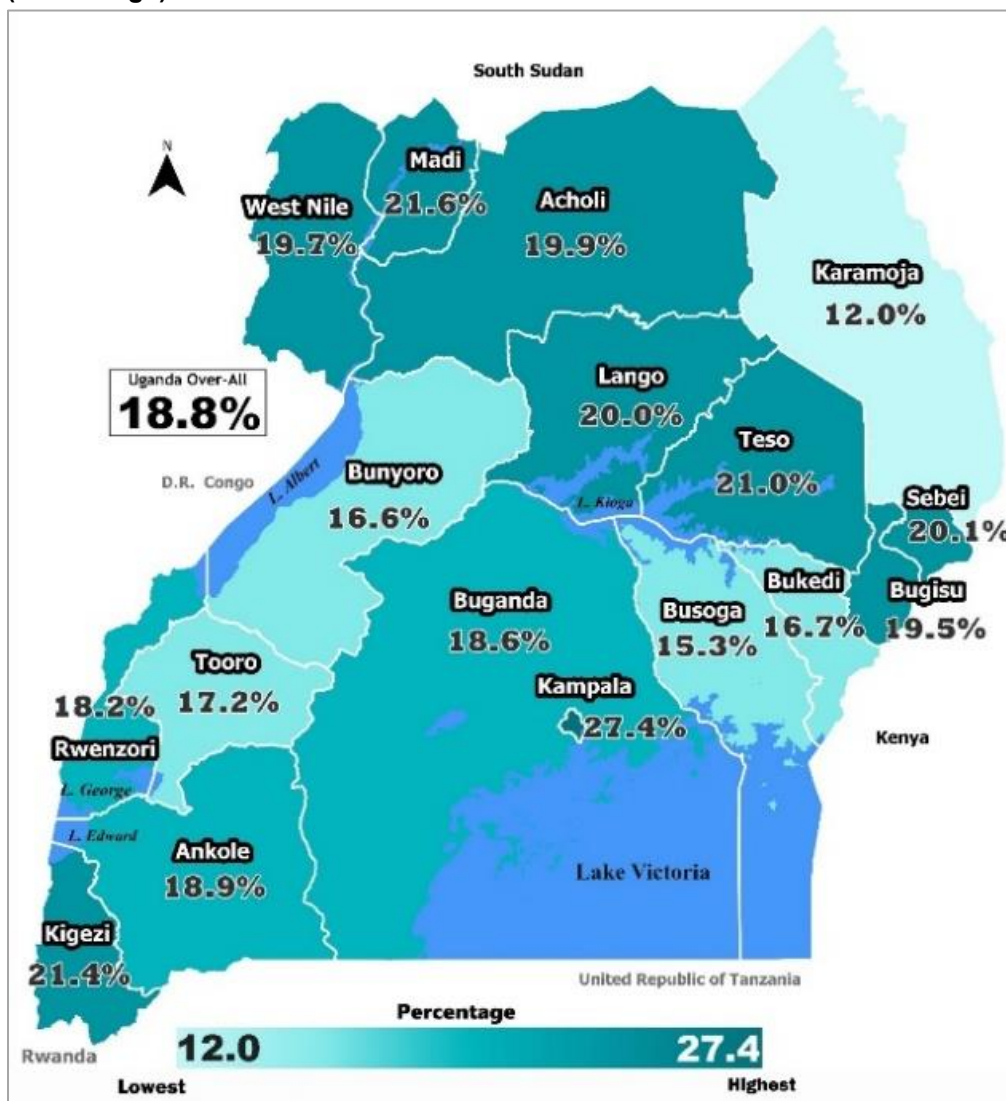 South Sudan
N
Madi
21.6%
West Nile
19.7%
Acholi
19.9%
Karamoja
12.0%
Uganda Over-All
18.8%
Lango
20.0%
Teso
21.0%
D.R. Congo
L. Albert
Bunyoro
16.6%
L. Kioga
Sebei
20.1%
Bukedi
16.7%
Bugisu
19.5%
Buganda
18.6%
Busoga
15.3%
Tooro
17.2%
Kampala
27.4%
18.2%
Rwenzori
Kenya
L. George
L. Edward
Ankole
18.9%
Lake Victoria
Kigezi
21.4%
United Republic of Tanzania
Percentage
Rwanda
12.0
27.4
Lowest
Highest